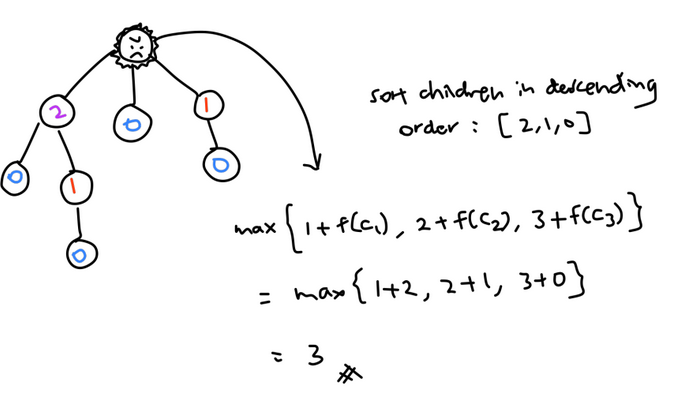 2
0
1
0
1
0
0
sort children in descending
order : [2,1,0]
max{1+f(c₁), 2+f(c₂), 3+f(c₃)}
= max{1+2, 2+1, 3+0}
= 3 #